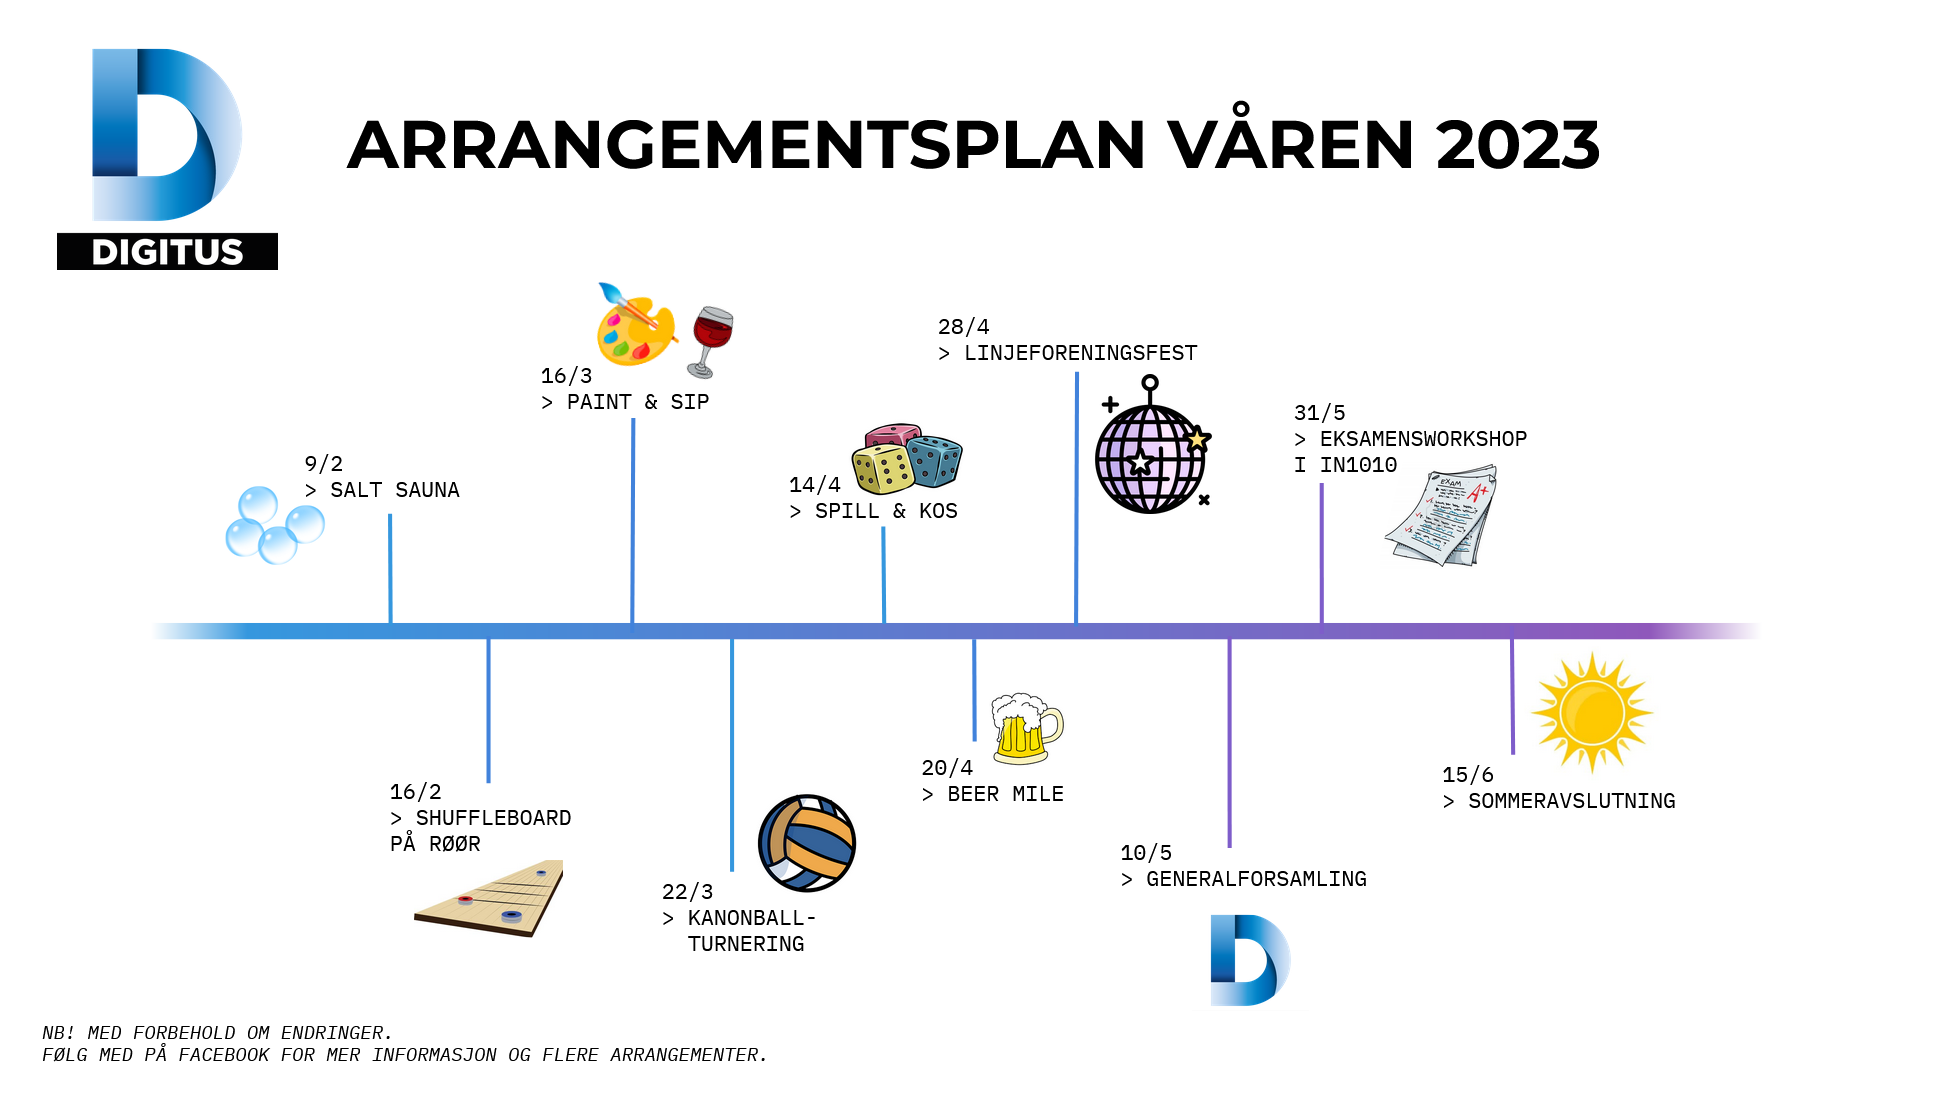 DIGITUS
ARRANGEMENTSPLAN VÅREN 2023
9/2
> SALT SAUNA
16/2
> SHUFFLEBOARD
PÅ RØØR
16/3
> PAINT & SIP
22/3
> KANONBALL-
TURNERING
14/4
> SPILL & KOS
20/4
> BEER MILE
28/4
> LINJEFORENINGSFEST
10/5
> GENERALFORSAMLING
31/5
> EKSAMENSWORKSHOP
I IN1010
EXAM
A+
15/6
> SOMMERAVSLUTNING
NB! MED FORBEHOLD OM ENDRINGER.
FØLG MED PÅ FACEBOOK FOR MER INFORMASJON OG FLERE ARRANGEMENTER.